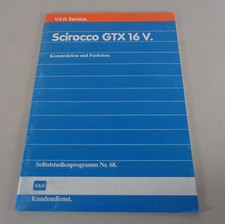 V.A.G Service.
Scirocco GTX 16 V.
Konstruktion und Funktion.
Selbststudienprogramm Nr. 68.
V.A.G
Kundendienst.